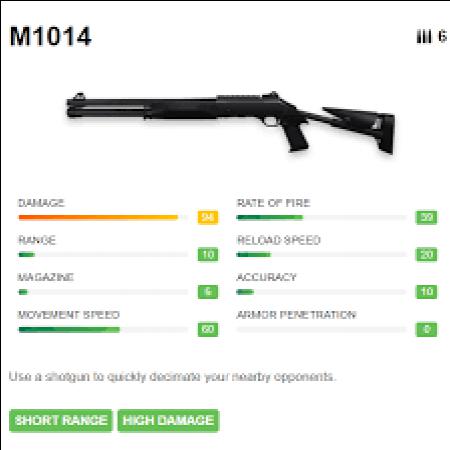 M1014 6
DAMAGE 94 RATE OF FIRE 39
RANGE 10 RELOAD SPEED 20
MAGAZINE 6 ACCURACY 10
MOVEMENT SPEED 60 ARMOR PENETRATION 0
Use a shotgun to quickly decimate your nearby opponents.
SHORT RANGE HIGH DAMAGE